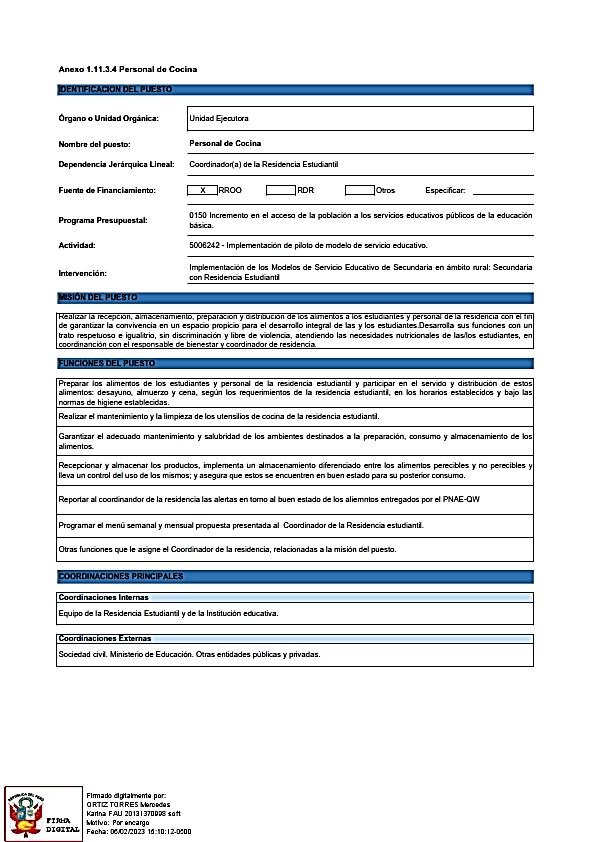 Anexo 1.11.3.4 Personal de Cocina
IDENTIFICACIÓN DEL PUESTO
Órgano o Unidad Orgánica: Unidad Ejecutora
Nombre del puesto: Personal de Cocina
Dependencia Jerárquica Lineal: Coordinador(a) de la Residencia Estudiantil
Fuente de Financiamiento: X RROO RDR Otros Especificar:
Programa Presupuestal: 0150 Incremento en el acceso de la población a los servicios educativos públicos de la educación
básica.
Actividad: 5006242 - Implementación de piloto de modelo de servicio educativo.
Intervención: Implementación de los Modelos de Servicio Educativo de Secundaria en ámbito rural: Secundaria
con Residencia Estudiantil
MISIÓN DEL PUESTO
Realizar la recepción, almacenamiento, preparación y distribución de los alimentos a los estudiantes y personal de la residencia con el fin
de garantizar la convivencia en un espacio propicio para el desarrollo integral de las y los estudiantes.Desarrolla sus funciones con un
trato respetuoso e igualitrio, sin discriminación y libre de violencia, atendiendo las necesidades nutricionales de las/los estudiantes, en
coordinanción con el responsable de bienestar y coordinador de residencia.
FUNCIONES DEL PUESTO
Preparar los alimentos de los estudiantes y personal de la residencia estudiantil y participar en el servido y distribución de estos
alimentos: desayuno, almuerzo y cena, según los requerimientos de la residencia estudiantil, en los horarios establecidos y bajo las
normas de higiene establecidas.
Realizar el mantenimiento y la limpieza de los utensilios de cocina de la residencia estudiantil.
Garantizar el adecuado mantenimiento y salubridad de los ambientes destinados a la preparación, consumo y almacenamiento de los
alimentos.
Recepcionar y almacenar los productos, implementa un almacenamiento diferenciado entre los alimentos perecibles y no perecibles y
lleva un control del uso de los mismos; y asegura que estos se encuentren en buen estado para su posterior consumo.
Reportar al coordinandor de la residencia las alertas en torno al buen estado de los aliemntos entregados por el PNAE-QW
Programar el menú semanal y mensual propuesta presentada al Coordinador de la Residencia estudiantil.
Otras funciones que le asigne el Coordinador de la residencia, relacionadas a la misión del puesto.
COORDINACIONES PRINCIPALES
Coordinaciones Internas
Equipo de la Residencia Estudiantil y de la Institución educativa.
Coordinaciones Externas
Sociedad civil. Ministerio de Educación. Otras entidades públicas y privadas.
REPÚBLICA DEL PERÚ
FIRMA
DIGITAL
Firmado digitalmente por:
ORTIZ TORRES Mercedes
Karina FAU 20131370998 soft
Motivo: Por encargo
Fecha: 06/02/2023 16:10:12-0500